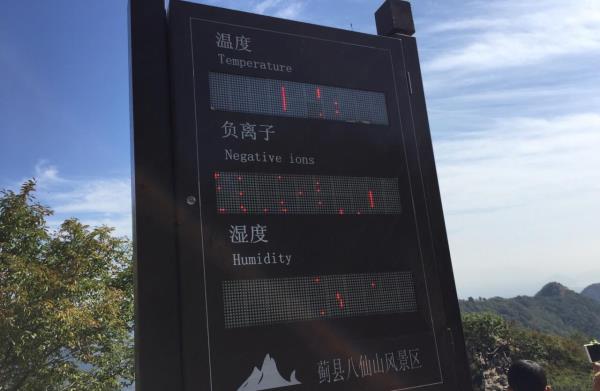 温度
Temperature
负离子
Negative ions
湿度
Humidity
蓟县八仙山风景区